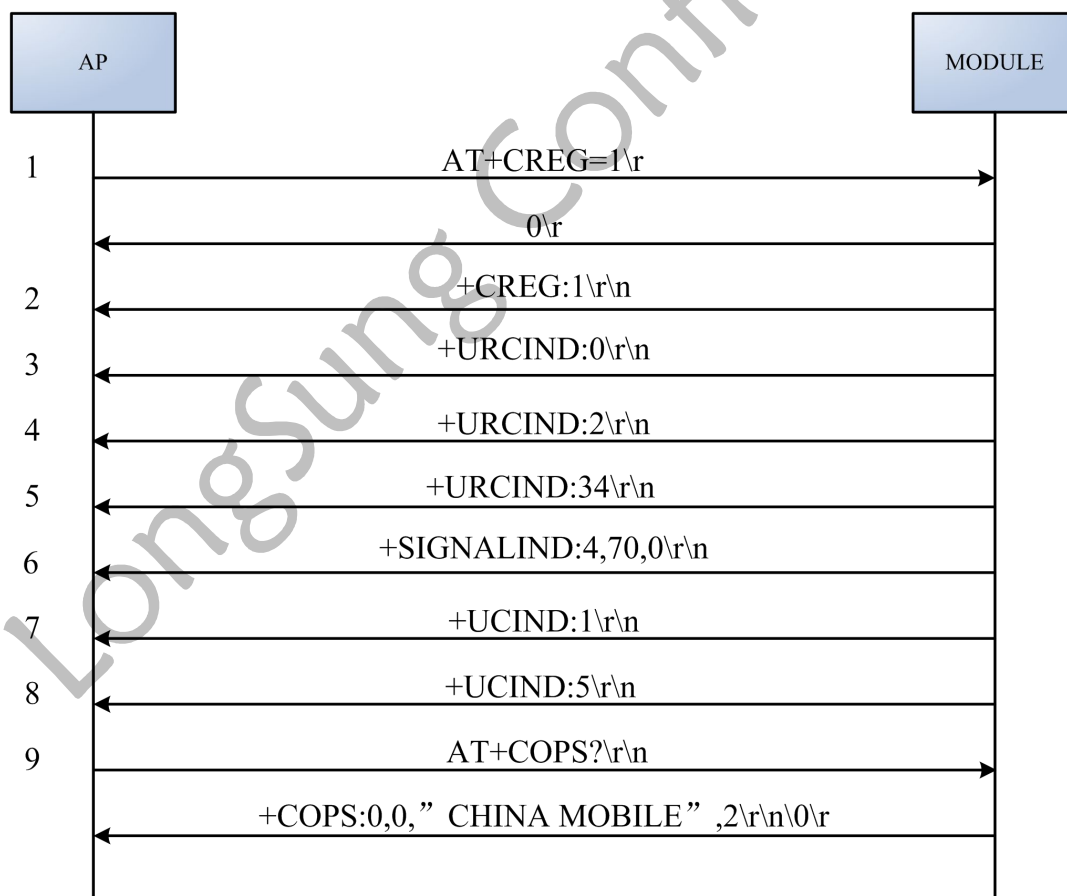 AP
MODULE
1
AT+CREG=1\r
0\r
2
+CREG:1\r\n
3
+URCIND:0\r\n
4
+URCIND:2\r\n
5
+URCIND:34\r\n
6
+SIGNALIND:4,70,0\r\n
7
+UCIND:1\r\n
8
+UCIND:5\r\n
9
AT+COPS?\r\n
+COPS:0,0,” CHINA MOBILE” ,2\r\n\0\r
LongSung